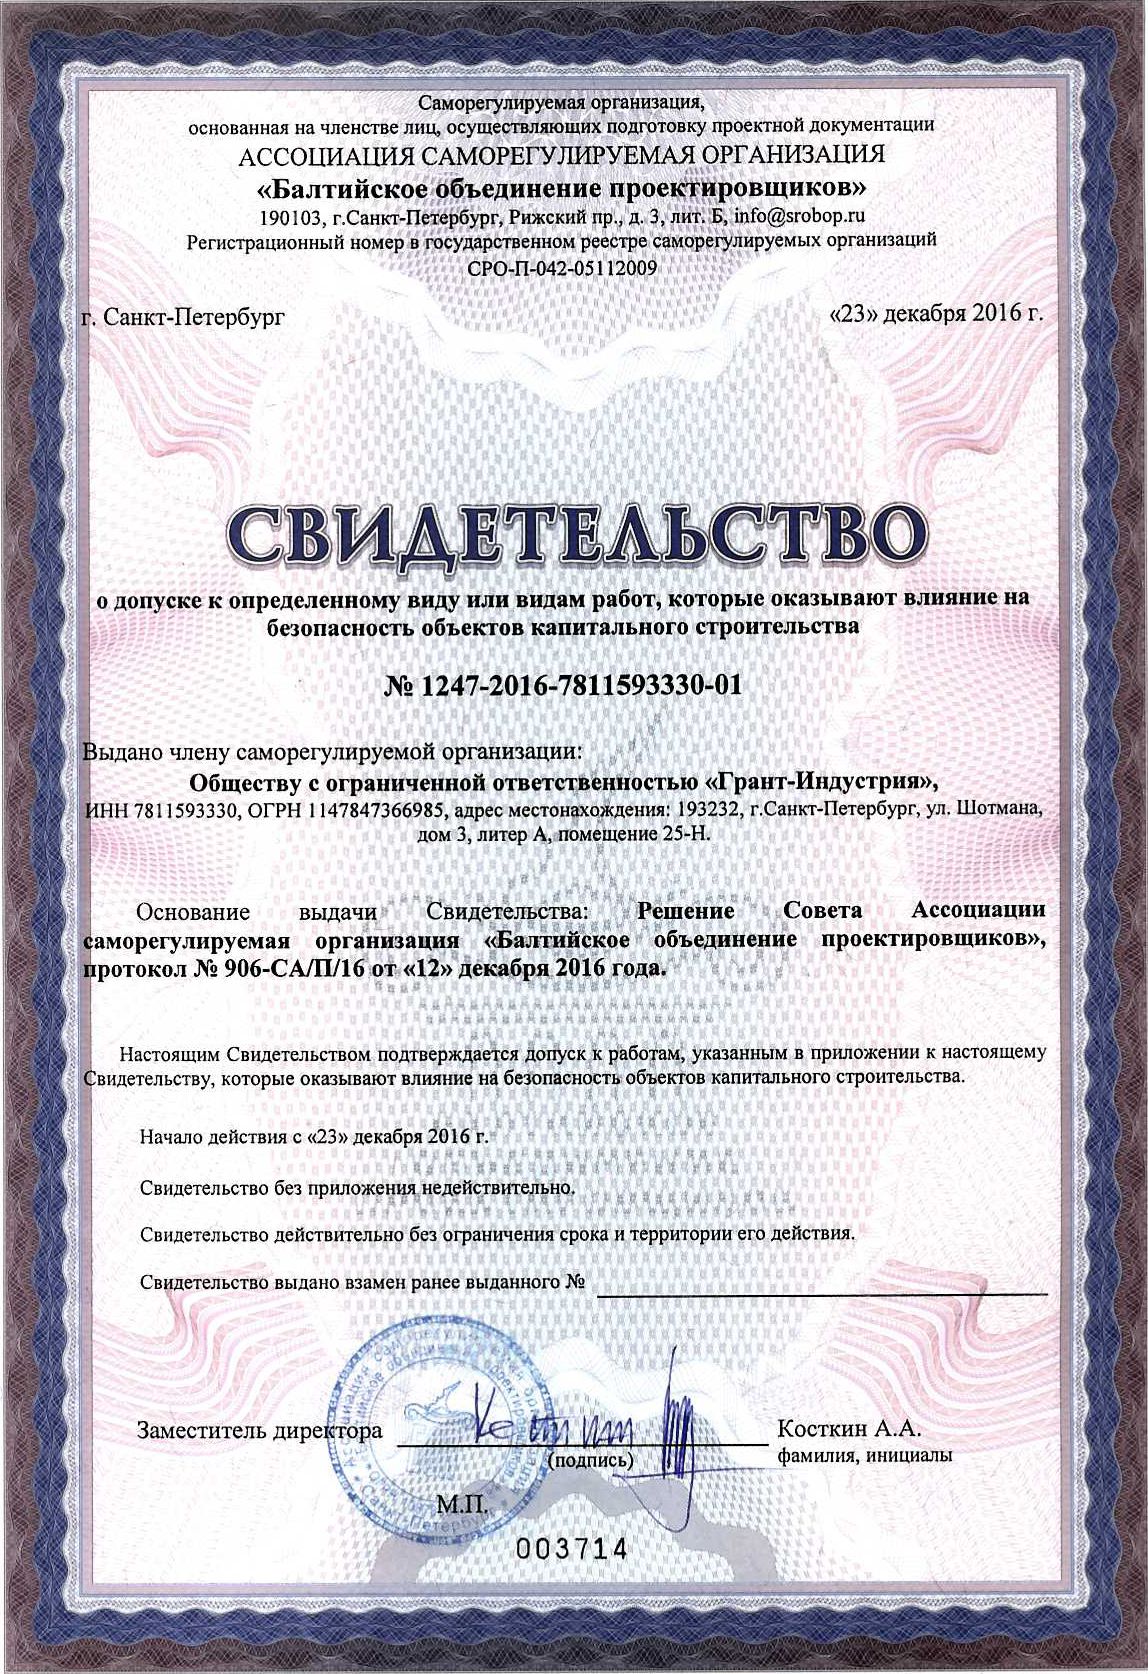 Саморегулируемая организация,
основанная на членстве лиц, осуществляющих подготовку проектной документации
АССОЦИАЦИЯ САМОРЕГУЛИРУЕМАЯ ОРГАНИЗАЦИЯ
«Балтийское объединение проектировщиков»
190103, г.Санкт-Петербург, Рижский пр., д. 3, лит. Б, info@srobop.ru
Регистрационный номер в государственном реестре саморегулируемых организаций
СРО-П-042-05112009
г. Санкт-Петербург «23» декабря 2016 г.
СВИДЕТЕЛЬСТВО
о допуске к определенному виду или видам работ, которые оказывают влияние на
безопасность объектов капитального строительства
№ 1247-2016-7811593330-01
Выдано члену саморегулируемой организации:
Обществу с ограниченной ответственностью «Грант-Индустрия»,
ИНН 7811593330, ОГРН 1147847366985, адрес местонахождения: 193232, г.Санкт-Петербург, ул. Шотмана,
дом 3, литер А, помещение 25-Н.
Основание выдачи Свидетельства: Решение Совета Ассоциации
саморегулируемая организация «Балтийское объединение проектировщиков»,
протокол № 906-СА/П/16 от «12» декабря 2016 года.
Настоящим Свидетельством подтверждается допуск к работам, указанным в приложении к настоящему
Свидетельству, которые оказывают влияние на безопасность объектов капитального строительства.
Начало действия с «23» декабря 2016 г.
Свидетельство без приложения недействительно.
Свидетельство действительно без ограничения срока и территории его действия.
Свидетельство выдано взамен ранее выданного №
Заместитель директора Косткин А.А.
(подпись) фамилия, инициалы
М.П.
003714